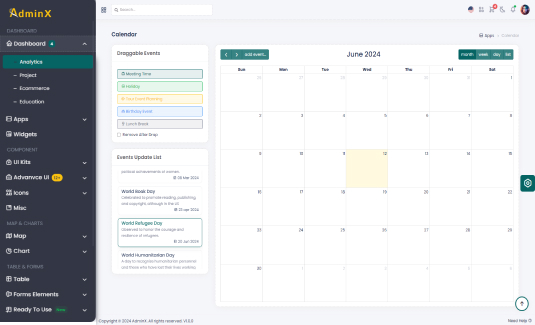 AdminX
DASHBOARD
Dashboard 4
Analytics
Project
Ecommerce
Education
Apps
Widgets
COMPONENT
UI Kits
Advance UI
Icons
Misc
MAP & CHARTS
Map
Chart
TABLE & FORMS
Table
Forms Elements
Ready To Use
Search..
Calendar
Apps
Calendar
Draggable Events
Meeting Time
Holiday
Birthday Event
Lunch Break
Remove After Drop
Events Update List
political achievements of women
08 Mar 2024
World Book Day
Celebrated to promote reading, publishing,
and copyright, although in the UK
23 Apr 2024
World Refugee Day
Observed to honor the courage and
resilience of refugees.
20 Jun 2024
World Humanitarian Day
A day to recognize humanitarian personnel
and those who have lost their lives working
add event...
June 2024
month week day list
Sun Mon Tue Wed Thu Fri Sat
26 27 28 29 30 31 1
2 3 4 5 6 7 8
9 10 11 12 13 14 15
16 17 18 19 20 21 22
23 24 25 26 27 28 29
30 1 2 3 4 5 6
Copyright © 2024 AdminX. All rights reserved. V1.0.0
Need Help